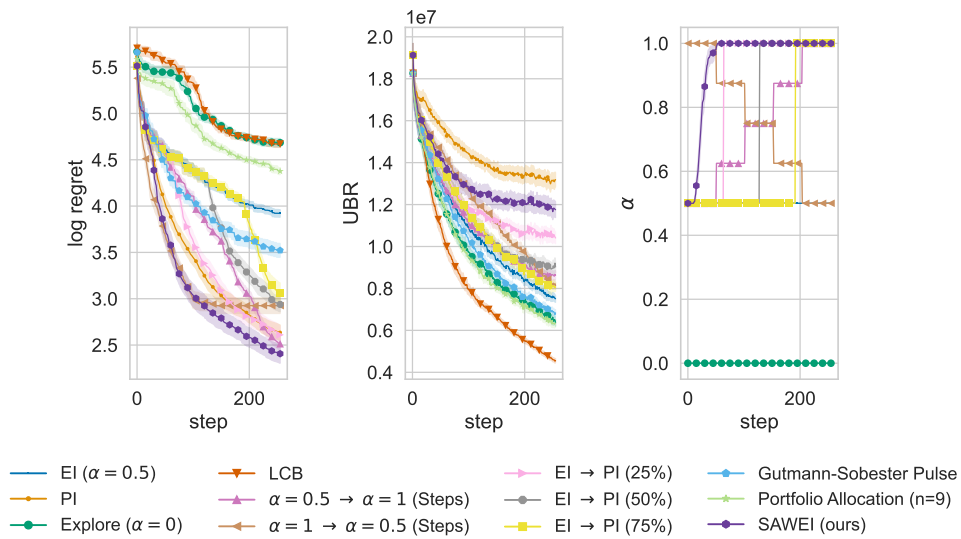 1e7
5.5
5.0
4.5
4.0
3.5
3.0
2.5
log regret
0
200
step
2.0
1.8
1.6
1.4
1.2
1.0
0.8
0.6
0.4
UBR
0
200
step
1.0
0.8
0.6
0.4
0.2
0.0
α
0
200
step
EI (α = 0.5)
PI
Explore (α = 0)
LCB
α = 0.5 → α = 1 (Steps)
α = 1 → α = 0.5 (Steps)
EI → PI (25%)
EI → PI (50%)
EI → PI (75%)
Gutmann-Sobester Pulse
Portfolio Allocation (n=9)
SAWEI (ours)